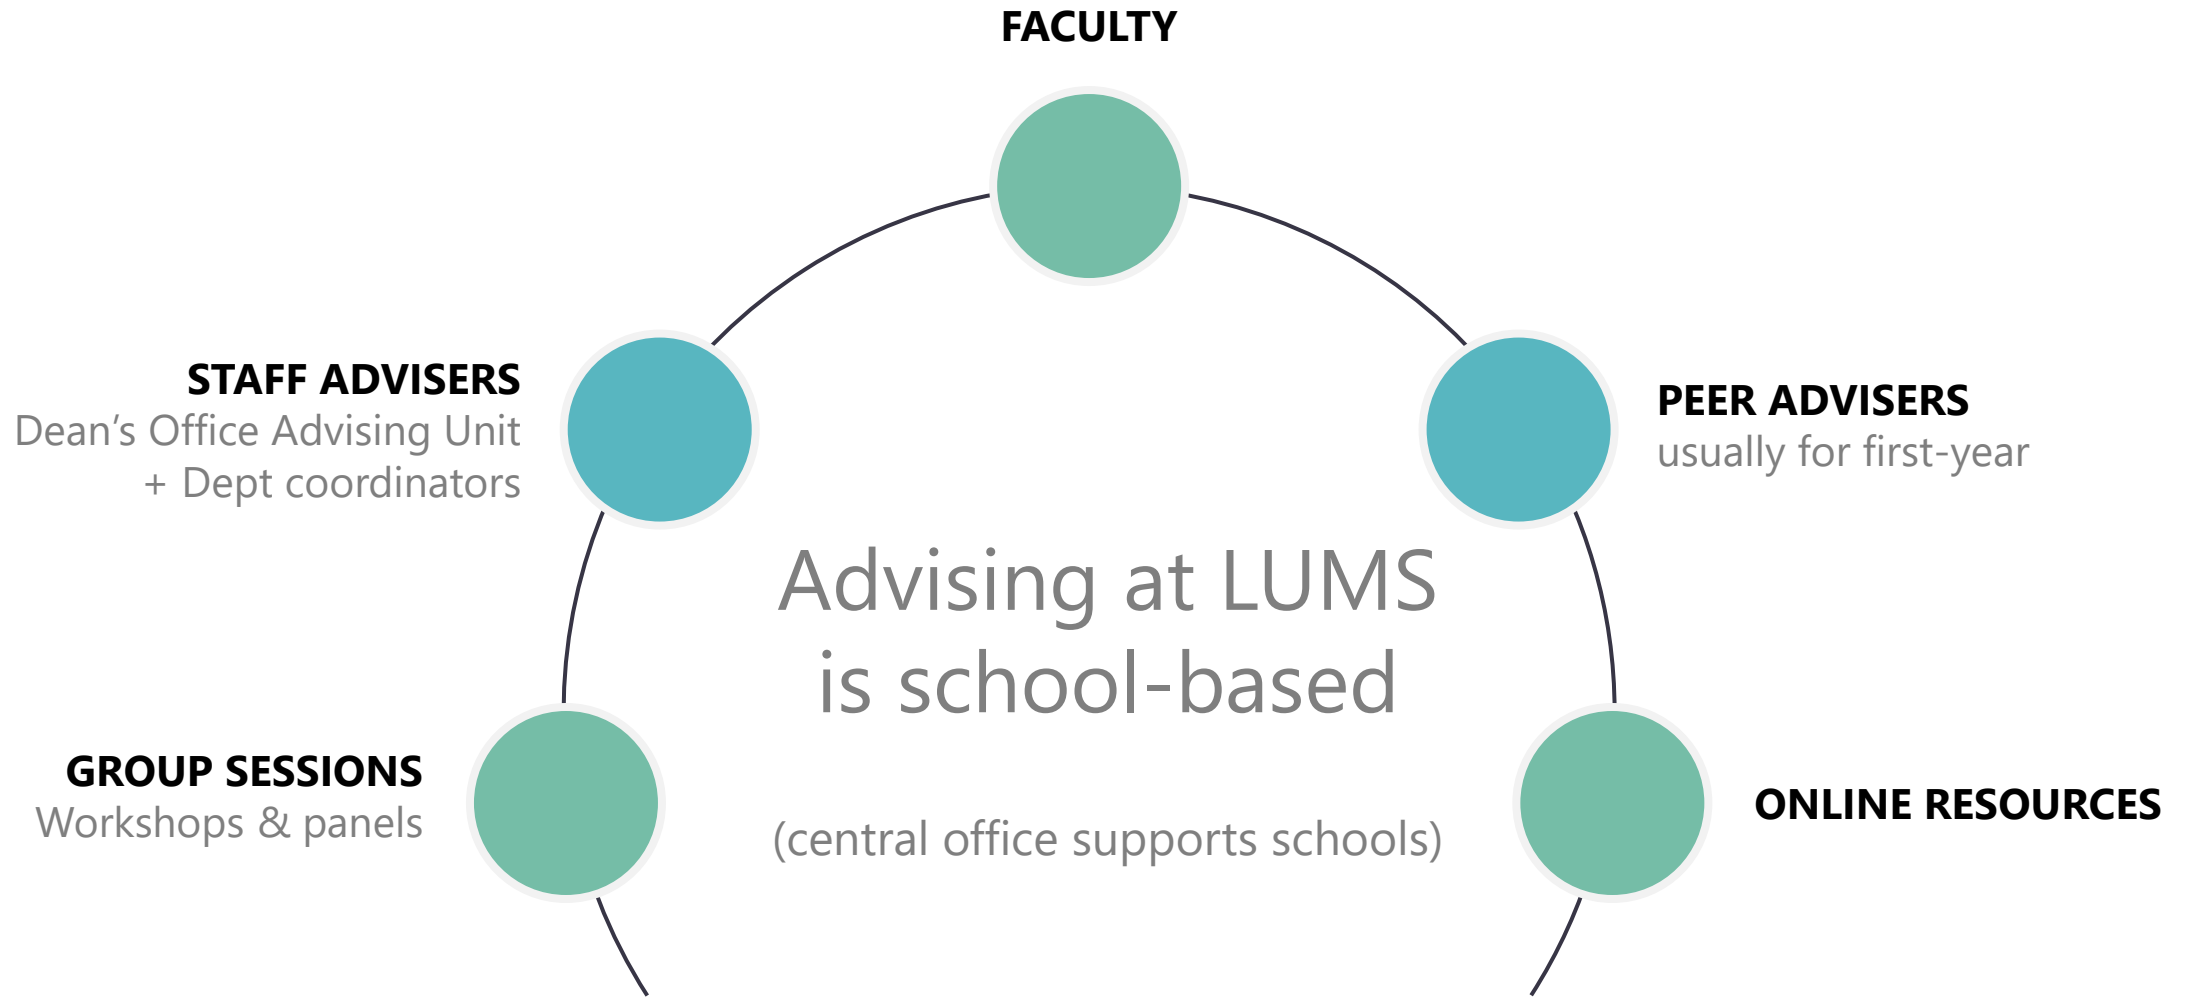 FACULTY
STAFF ADVISERS
Dean’s Office Advising Unit
+ Dept coordinators
PEER ADVISERS
usually for first-year
Advising at LUMS
is school-based
(central office supports schools)
GROUP SESSIONS
Workshops & panels
ONLINE RESOURCES